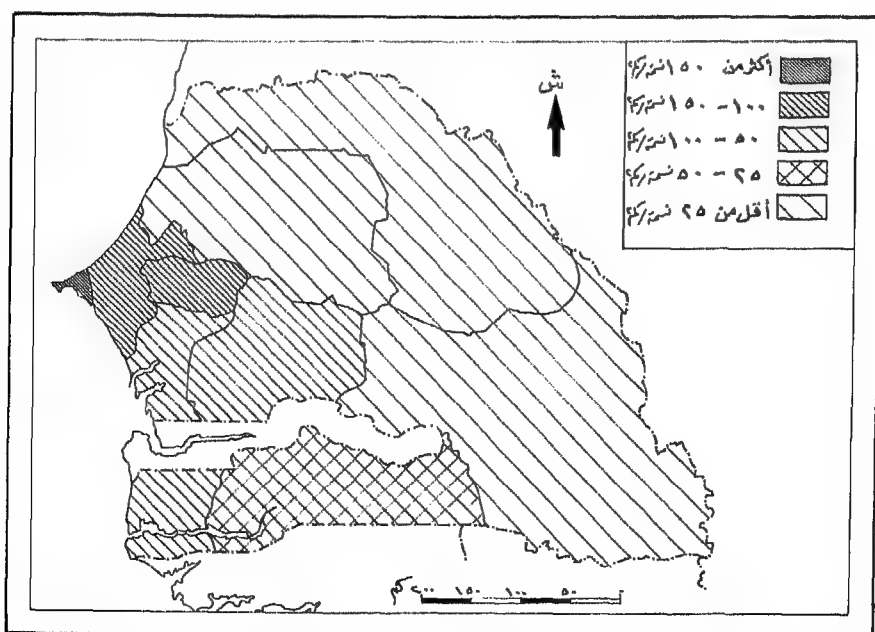 أكثر من ١٥٠ نسمة/كم²
١٠٠ - ١٥٠ نسمة/كم²
٥٠ - ١٠٠ نسمة/كم²
٢٥ - ٥٠ نسمة/كم²
أقل من ٢٥ نسمة/كم²
ش
٥٠ ١٠٠ ١٥٠ ٢٠٠ كم